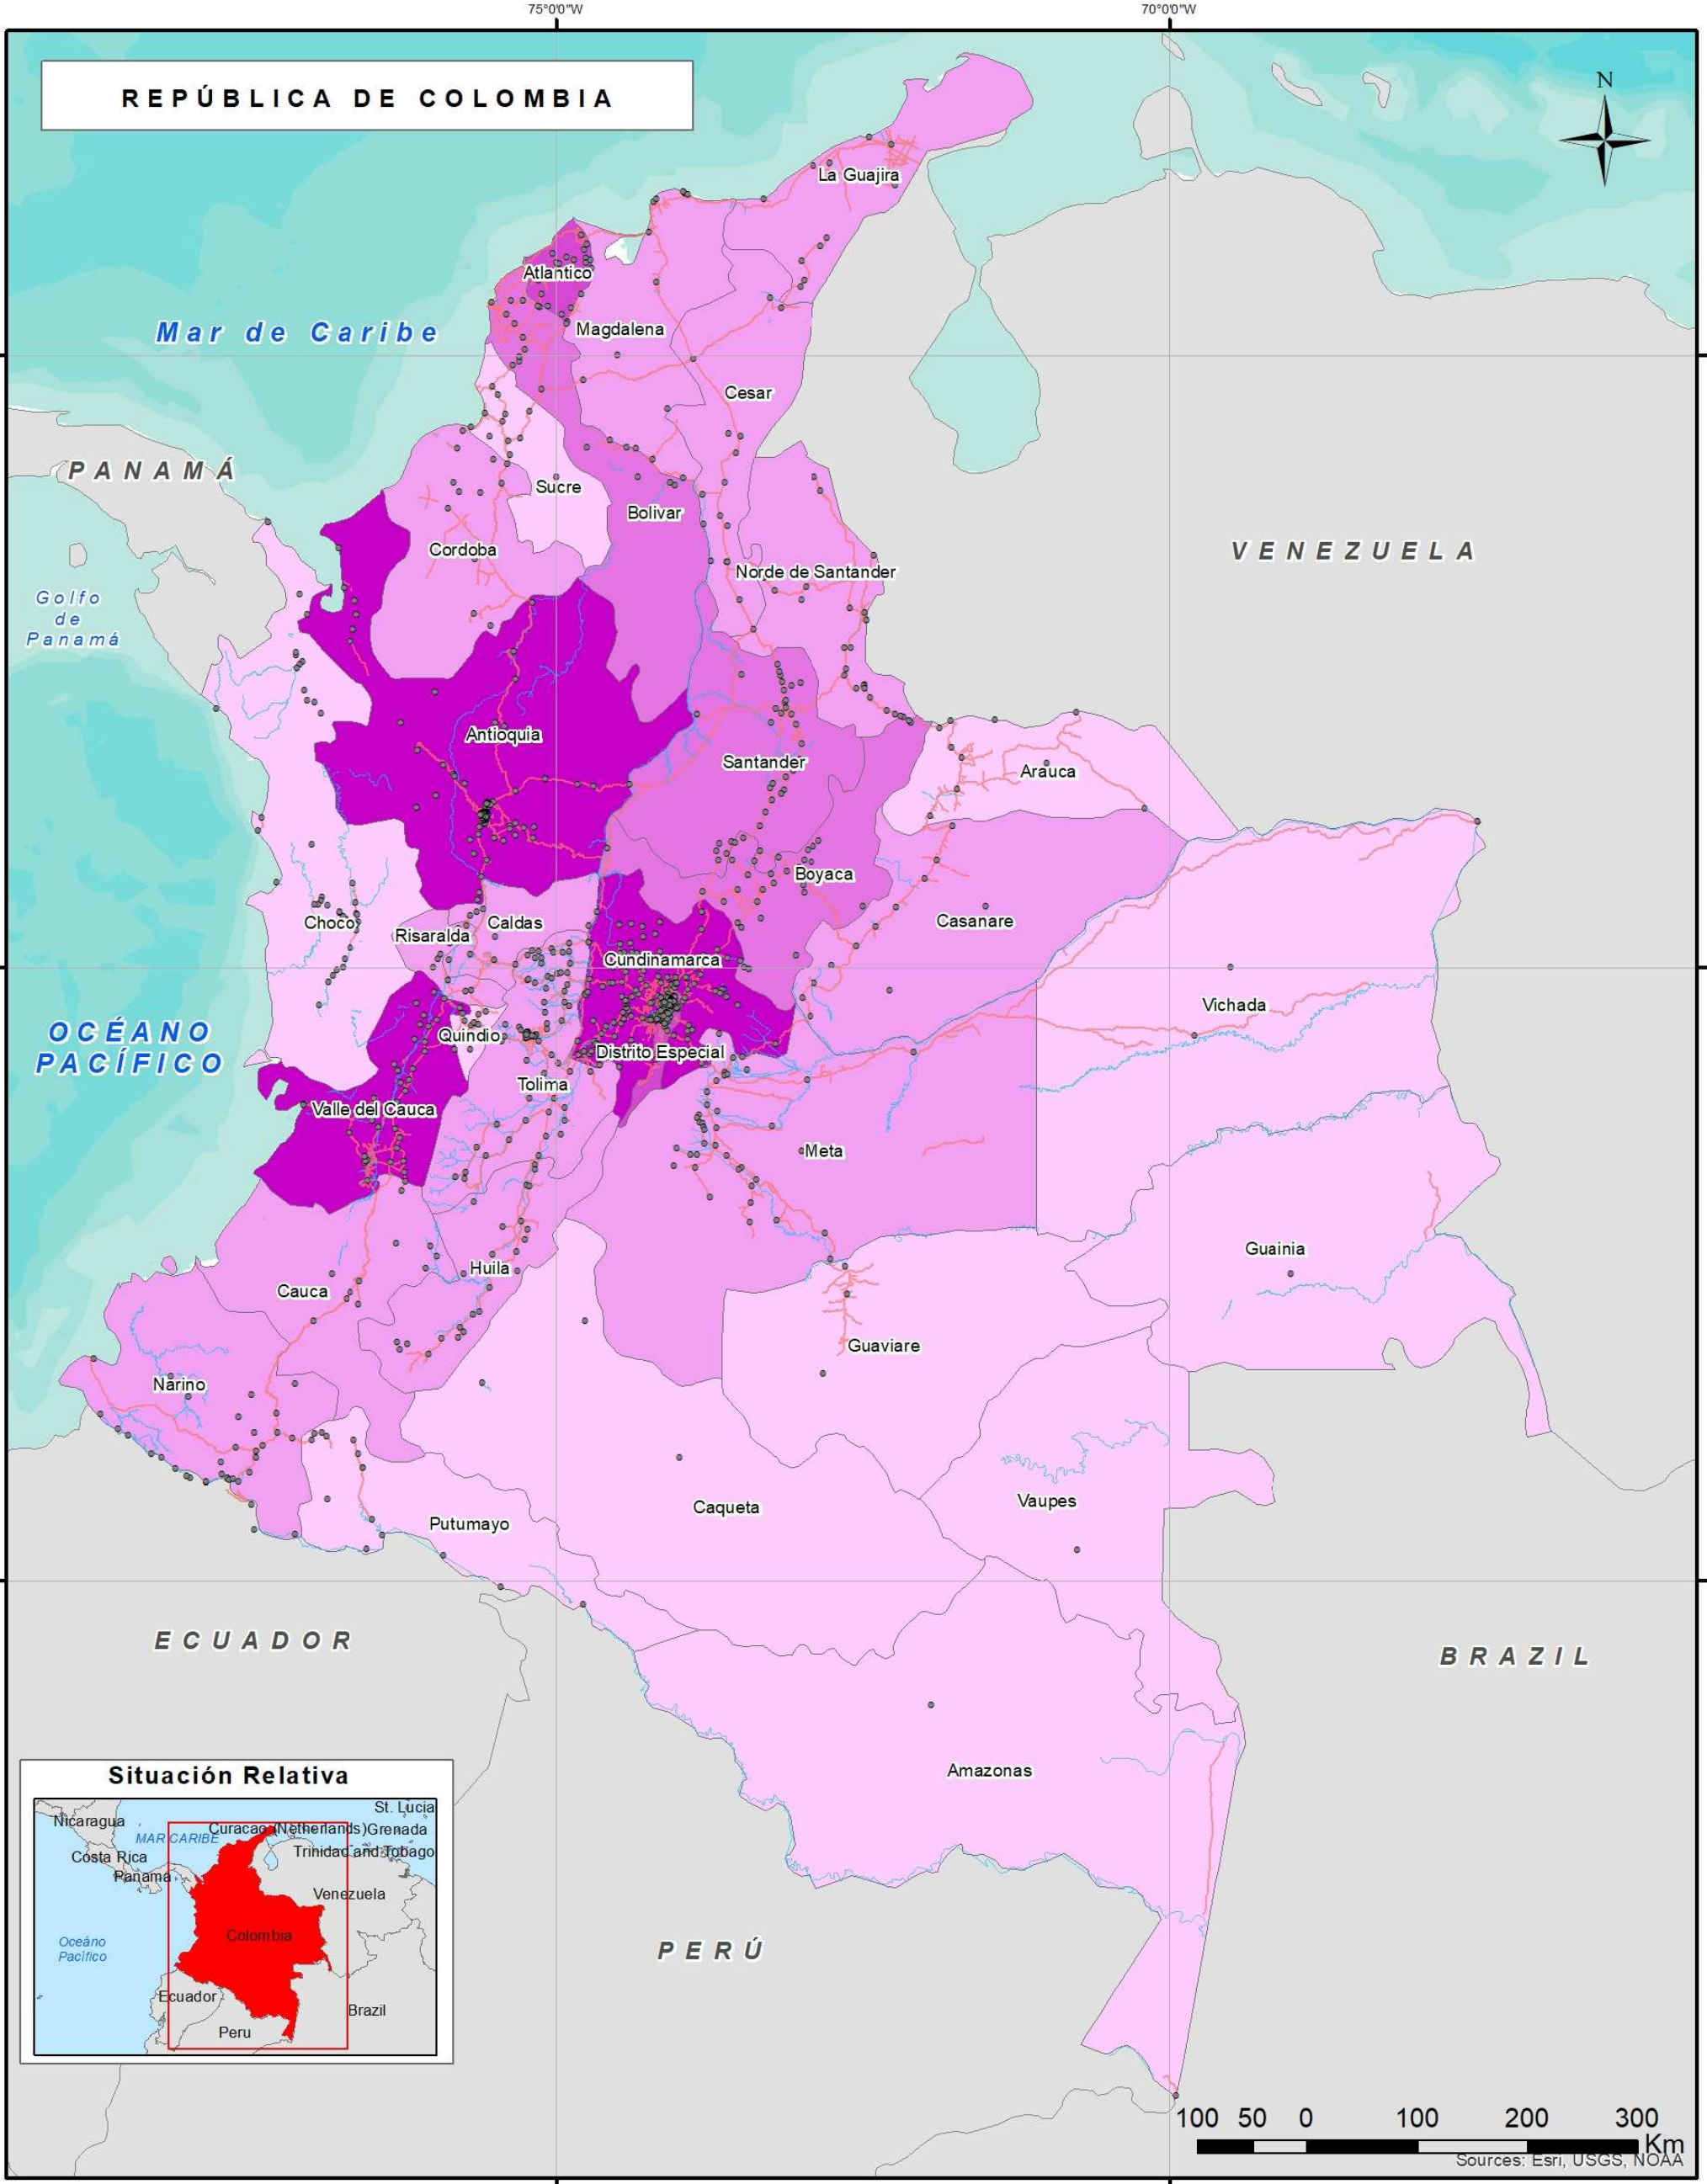 75°0'0"W
70°0'0"W
REPÚBLICA DE COLOMBIA
N
La Guajira
Atlantico
Mar de Caribe
Magdalena
Cesar
PANAMÁ
Sucre
Bolivar
Cordoba
VENEZUELA
Norde de Santander
Golfo
de
Panamá
Antioquia
Santander
Arauca
Boyaca
Choco
Risaralda
Caldas
Casanare
Cundinamarca
Vichada
OCÉANO
PACÍFICO
Quindio
Distrito Especial
Tolima
Valle del Cauca
Meta
Guainia
Huila
Cauca
Guaviare
Narino
Vaupes
Caqueta
Putumayo
ECUADOR
BRAZIL
Amazonas
PERÚ
Situación Relativa
St. Lucia
Nicaragua
Curacao (Netherlands)
Grenada
MAR CARIBE
Costa Rica
Trinidad and Tobago
Panama
Venezuela
Colombia
Oceáno
Pacífico
Ecuador
Brazil
Peru
100 50 0 100 200 300
Km
Sources: Esri, USGS, NOAA